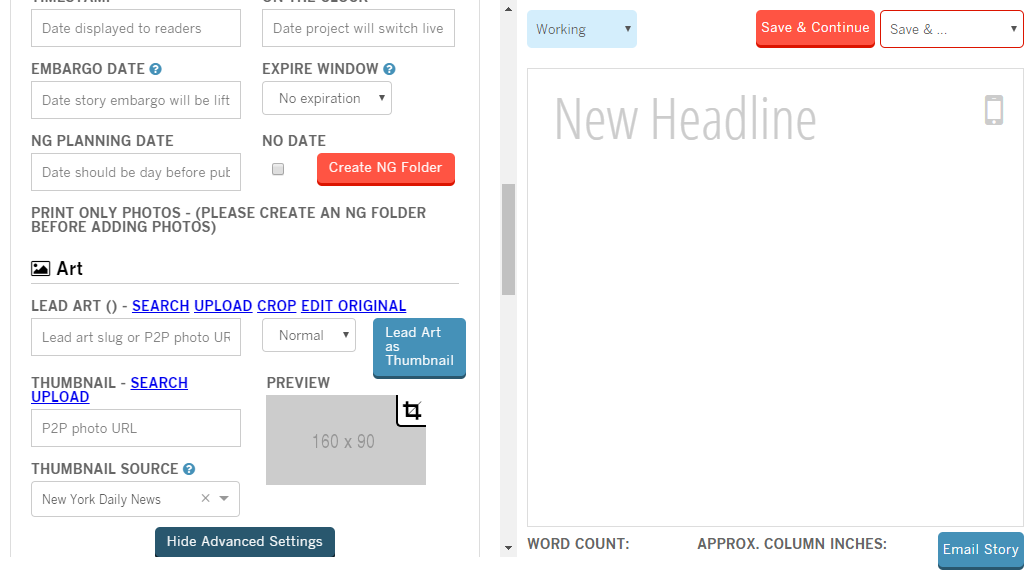 TIMESTAMP
ON THE CLOCK
Date displayed to readers
Date project will switch live
EMBARGO DATE ?
EXPIRE WINDOW ?
Date story embargo will be lift
No expiration
NG PLANNING DATE
NO DATE
Date should be day before pub
Create NG Folder
PRINT ONLY PHOTOS - (PLEASE CREATE AN NG FOLDER
BEFORE ADDING PHOTOS)
Art
LEAD ART () - SEARCH UPLOAD CROP EDIT ORIGINAL
Lead art slug or P2P photo UR
Normal
Lead Art
as
Thumbnail
THUMBNAIL - SEARCH
UPLOAD
PREVIEW
P2P photo URL
160 x 90
THUMBNAIL SOURCE ?
New York Daily News ×
Hide Advanced Settings
Working
Save & Continue
Save & ...
New Headline
WORD COUNT:
APPROX. COLUMN INCHES:
Email Story